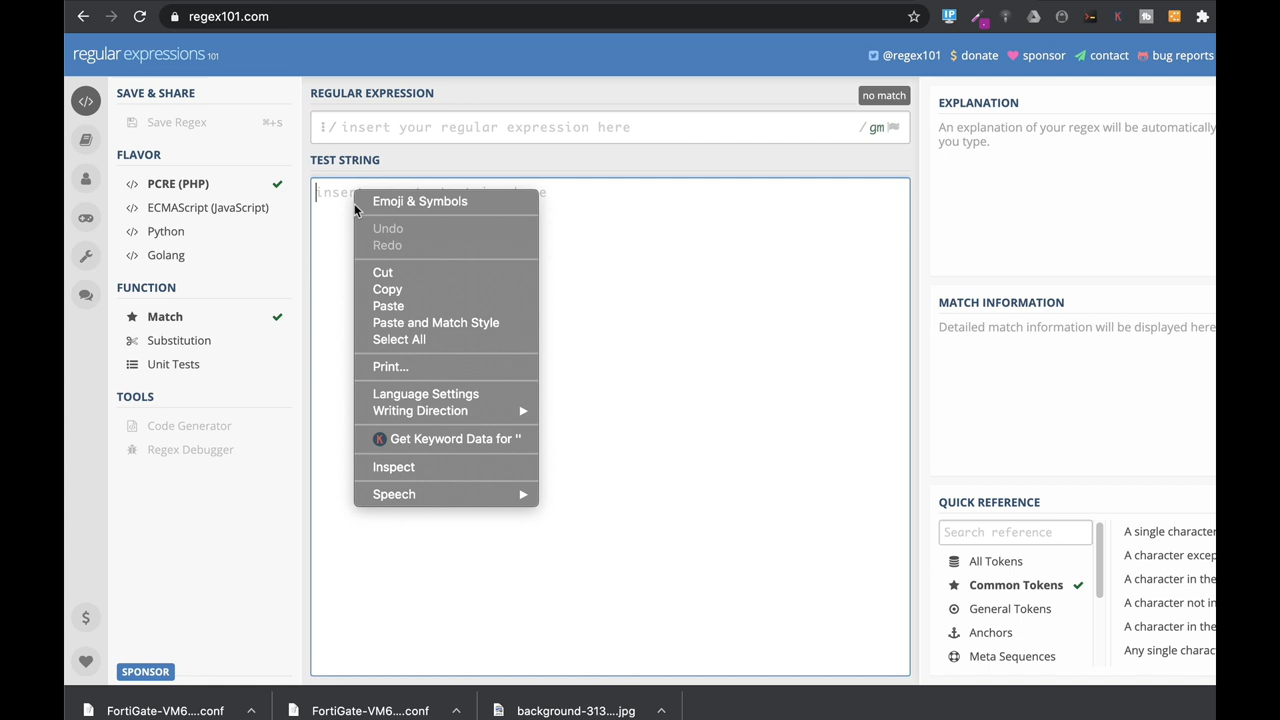 regex101.com
regular expressions 101
@regex101
$ donate
sponsor
contact
bug reports
SAVE & SHARE
Save Regex ⌘+s
FLAVOR
PCRE (PHP)
ECMAScript (JavaScript)
Python
Golang
FUNCTION
Match
Substitution
Unit Tests
TOOLS
Code Generator
Regex Debugger
SPONSOR
REGULAR EXPRESSION
no match
/ insert your regular expression here / gm
TEST STRING
Emoji & Symbols
Undo
Redo
Cut
Copy
Paste
Paste and Match Style
Select All
Print...
Language Settings
Writing Direction
K Get Keyword Data for ''
Inspect
Speech
EXPLANATION
An explanation of your regex will be automatically
you type.
MATCH INFORMATION
Detailed match information will be displayed here
QUICK REFERENCE
Search reference
All Tokens
Common Tokens
General Tokens
Anchors
Meta Sequences
A single character
A character
A character in the
A character not in
A character in the
Any single
FortiGate-VM6....conf
FortiGate-VM6....conf
background-313....jpg